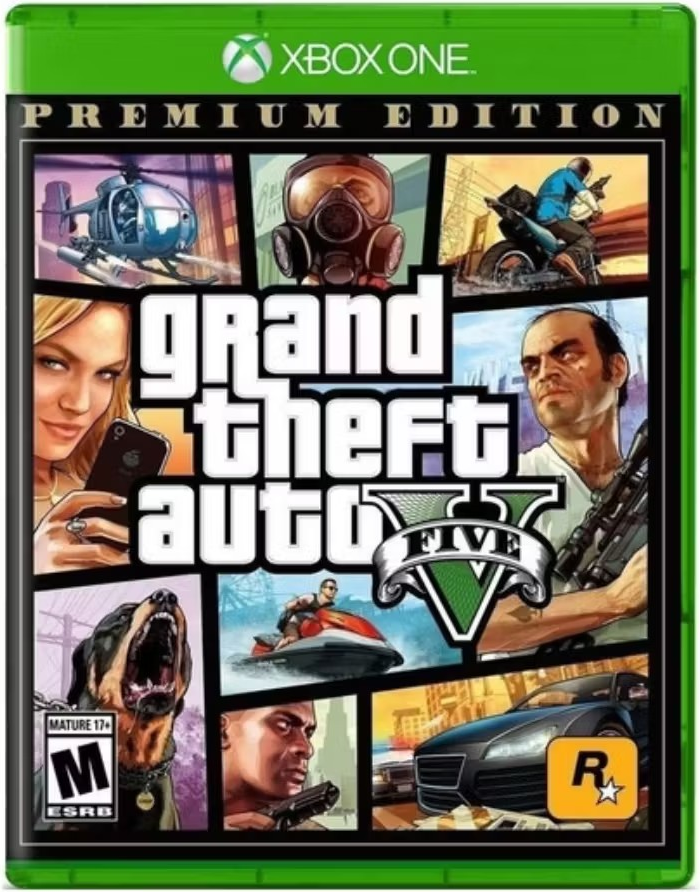 XBOX ONE
PREMIUM EDITION
grand
theft
auto V
FIVE
MATURE 17+
M
ESRB
R